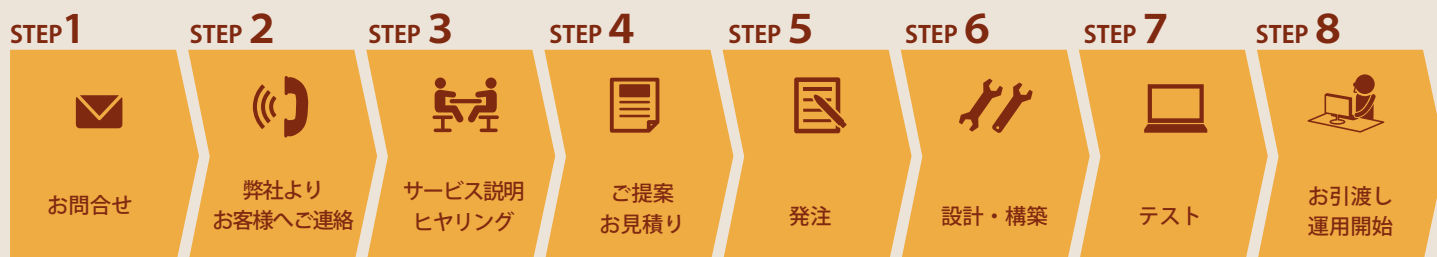 STEP1
お問合せ
STEP 2
弊社より
お客様へご連絡
STEP 3
サービス説明
ヒヤリング
STEP 4
ご提案
お見積り
STEP 5
発注
STEP 6
設計・構築
STEP 7
テスト
STEP 8
お引渡し
運用開始